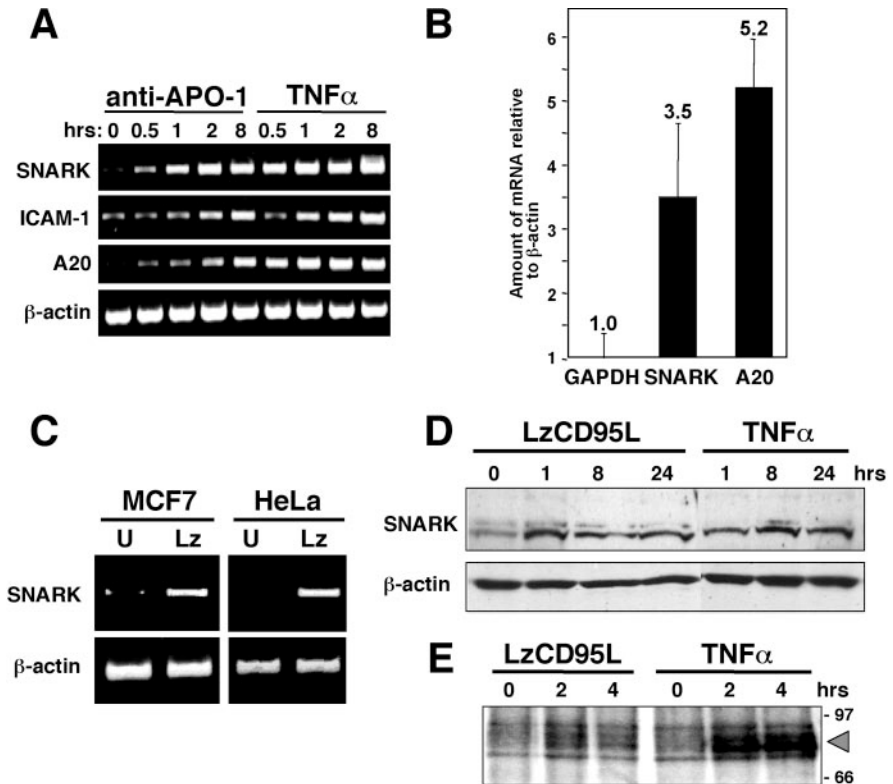 A
anti-APO-1 TNFα
hrs: 0 0.5 1 2 8 0.5 1 2 8
SNARK
ICAM-1
A20
β-actin
B
Amount of mRNA relative
to β-actin
6
5
4
3
2
1
1.0
3.5
5.2
GAPDH SNARK A20
C
MCF7 HeLa
U Lz U Lz
SNARK
β-actin
D
LzCD95L TNFα
0 1 8 24 1 8 24 hrs
SNARK
β-actin
E
LzCD95L TNFα
0 2 4 0 2 4 hrs
- 97
- 66